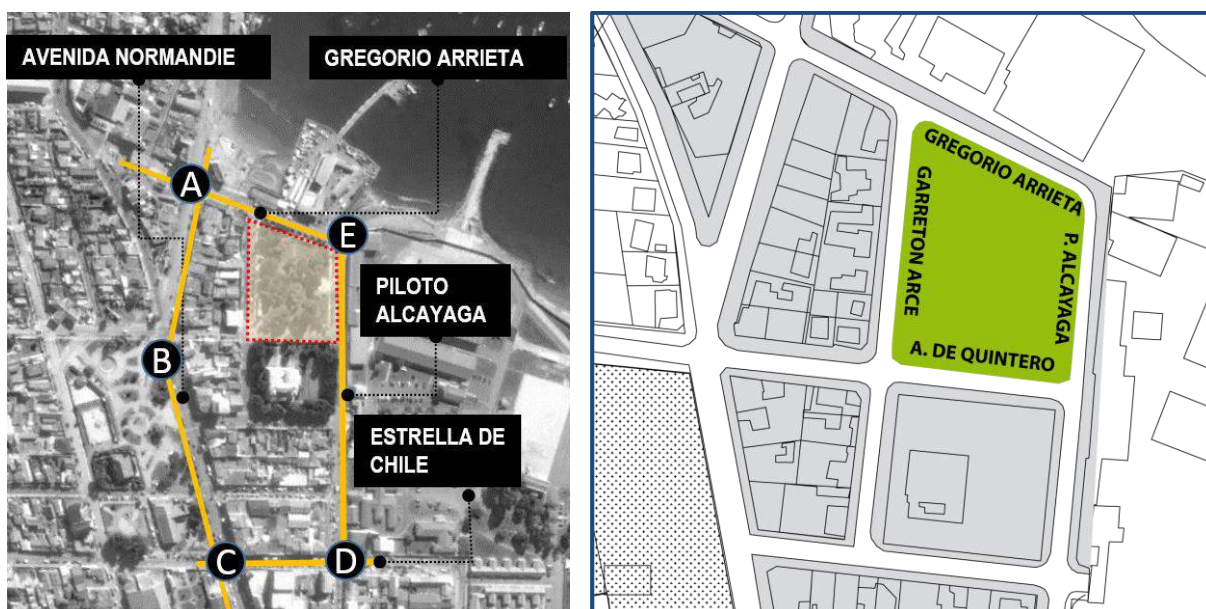 AVENIDA NORMANDIE
GREGORIO ARRIETA
A
E
PILOTO
ALCAYAGA
B
ESTRELLA DE
CHILE
C
D
GREGORIO ARRIETA
GARRETON ARCE
P. ALCAYAGA
A. DE QUINTERO